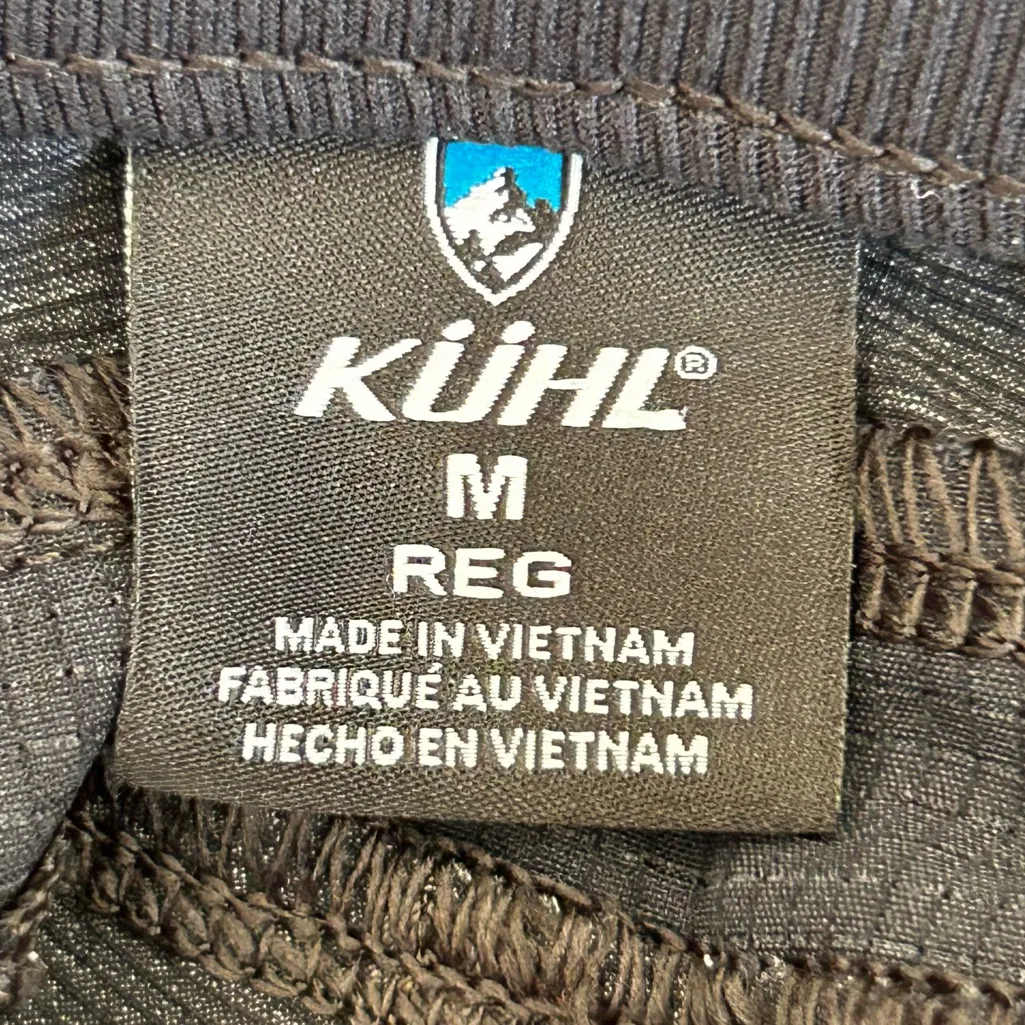 KÜHL®
M
REG
MADE IN VIETNAM
FABRIQUÉ AU VIETNAM
HECHO EN VIETNAM